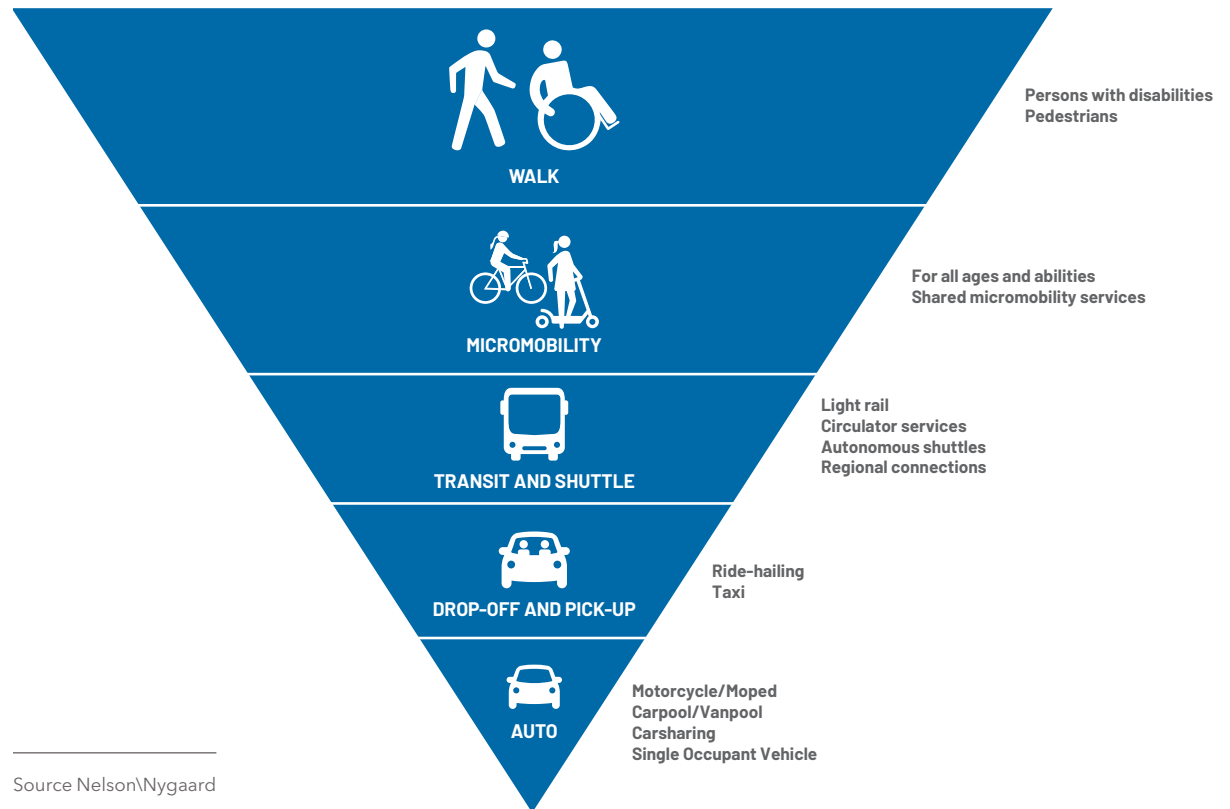 Persons with disabilities
Pedestrians
WALK
For all ages and abilities
Shared micromobility services
MICROMOBILITY
Light rail
Circulator services
Autonomous shuttles
Regional connections
TRANSIT AND SHUTTLE
Ride-hailing
Taxi
DROP-OFF AND PICK-UP
Motorcycle/Moped
Carpool/Vanpool
Carsharing
Single Occupant Vehicle
AUTO
Source Nelson\Nygaard